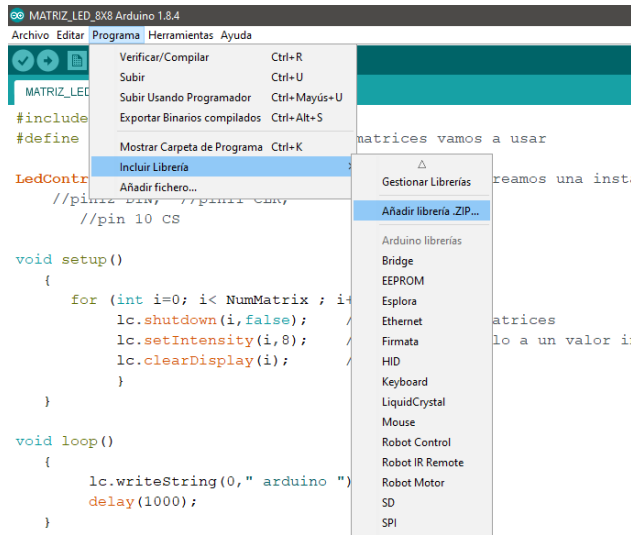 MATRIZ_LED_8X8 Arduino 1.8.4
Archivo Editar Programa Herramientas Ayuda
Verificar/Compilar Ctrl+R
Subir Ctrl+U
Subir Usando Programador Ctrl+Mayús+U
Exportar Binarios compilados Ctrl+Alt+S
Mostrar Carpeta de Programa Ctrl+K
Incluir Librería
Añadir fichero...
Gestionar Librerías
Añadir librería .ZIP...
Arduino librerías
Bridge
EEPROM
Esplora
Ethernet
Firmata
HID
Keyboard
LiquidCrystal
Mouse
Robot Control
Robot IR Remote
Robot Motor
SD
SPI
MATRIZ_LED
#include
#define matrices vamos a usar
LedContr reamos una inst
//pin12 DIN, //pin11 CLK,
//pin 10 CS
void setup()
{
for (int i=0; i< NumMatrix ; i+
lc.shutdown(i,false); / atrices
lc.setIntensity(i,8); / lo a un valor i
lc.clearDisplay(i); /
}
}
void loop()
{
lc.writeString(0," arduino ")
delay(1000);
}